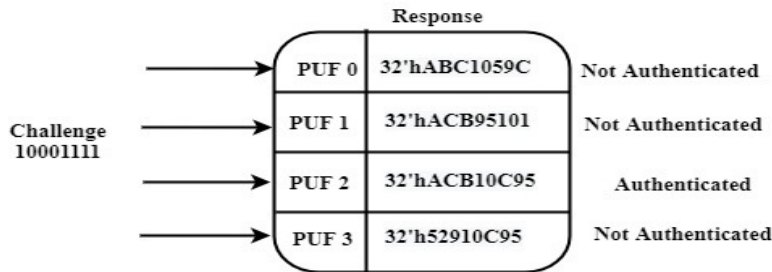 Response
PUF 0 32'hABC1059C Not Authenticated
Challenge
10001111
PUF 1 32'hACB95101 Not Authenticated
PUF 2 32'hACB10C95 Authenticated
PUF 3 32'h52910C95 Not Authenticated